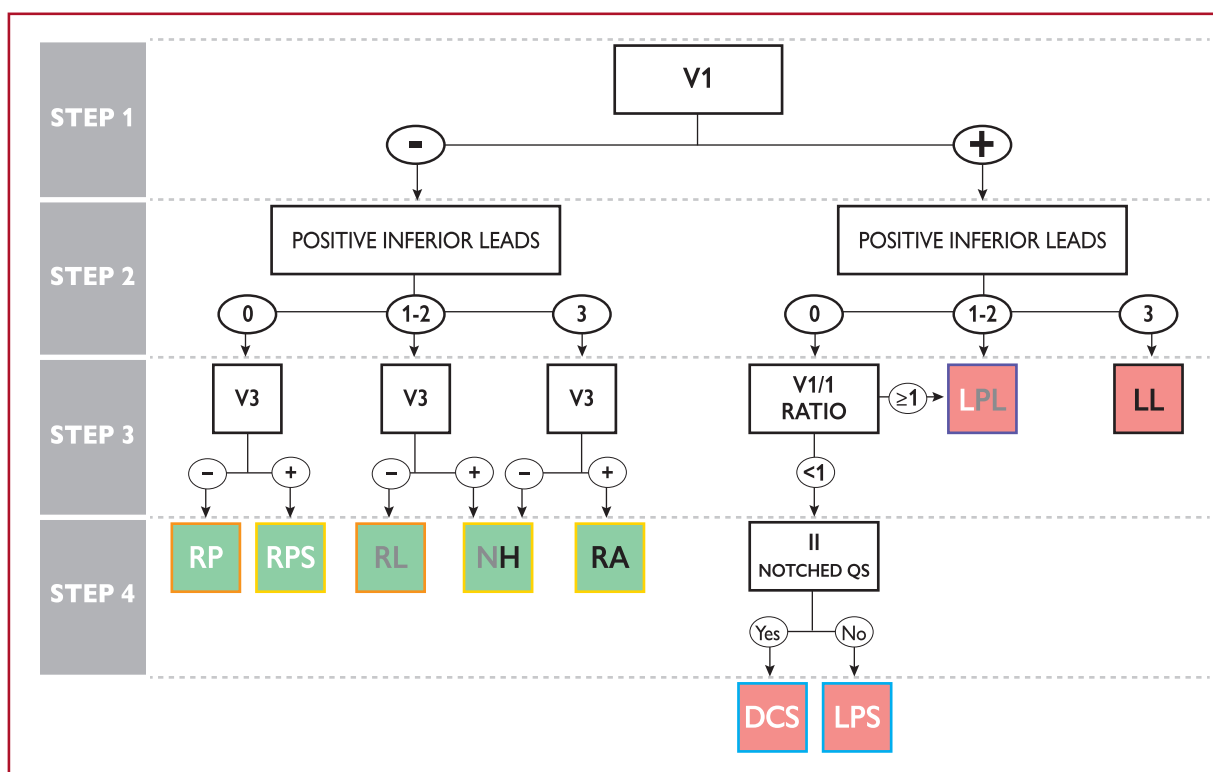 STEP 1
V1
-
+
STEP 2
POSITIVE INFERIOR LEADS
POSITIVE INFERIOR LEADS
0
1-2
3
0
1-2
3
STEP 3
V3
V3
V3
V1/1
RATIO
≥1
LPL
LL
−
+
−
+
−
+
<1
STEP 4
RP
RPS
RL
NH
RA
II
NOTCHED QS
Yes
No
DCS
LPS